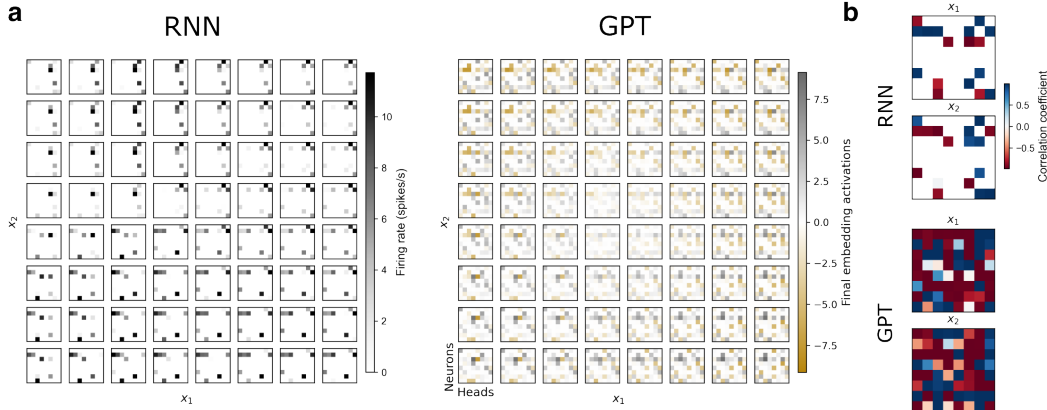 a
RNN
x2
x1
10
8
6
4
2
0
Firing rate (spikes/s)
GPT
x2
Neurons
Heads
x1
7.5
5.0
2.5
0.0
−2.5
−5.0
−7.5
Final embedding activations
b
RNN
x1
x2
0.5
0.0
−0.5
Correlation coefficient
GPT
x1
x2